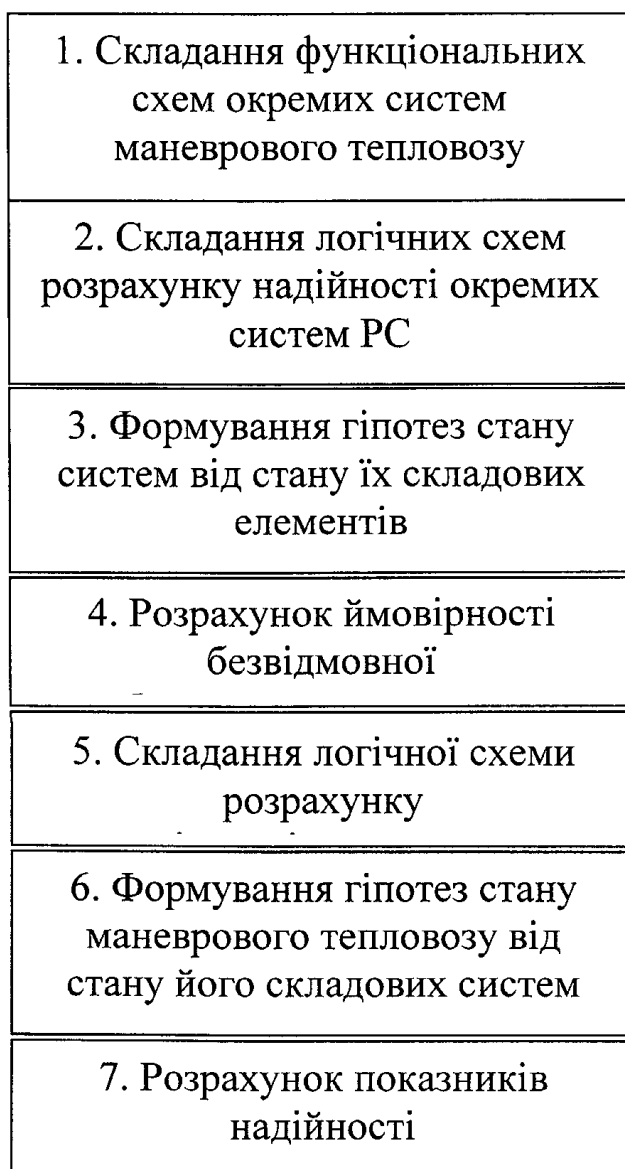 1. Складання функціональних
схем окремих систем
маневрового тепловозу
2. Складання логічних схем
розрахунку надійності окремих
систем РС
3. Формування гіпотез стану
систем від стану їх складових
елементів
4. Розрахунок ймовірності
безвідмовної
5. Складання логічної схеми
розрахунку
6. Формування гіпотез стану
маневрового тепловозу від
стану його складових систем
7. Розрахунок показників
надійності